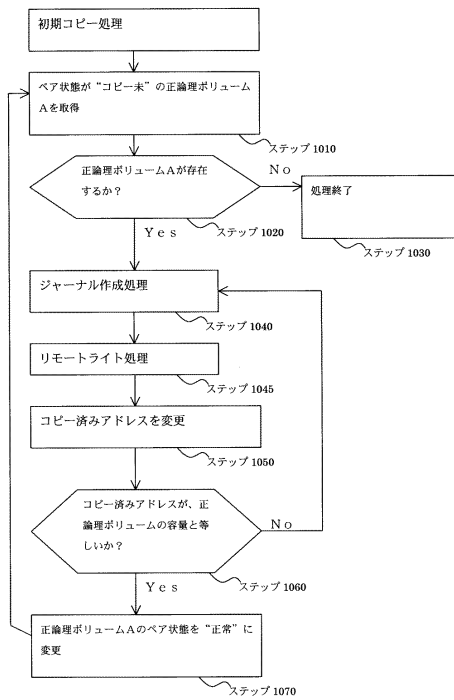 初期コピー処理
ペア状態が“コピー未”の正論理ボリューム
Aを取得
ステップ 1010
正論理ボリュームAが存在
するか?
No
処理終了
ステップ 1020
ステップ 1030
Yes
ジャーナル作成処理
ステップ 1040
リモートライト処理
ステップ 1045
コピー済みアドレスを変更
ステップ 1050
コピー済みアドレスが、正
論理ボリュームの容量と等
しいか?
No
ステップ 1060
Yes
正論理ボリュームAのペア状態を“正常”に
変更
ステップ 1070